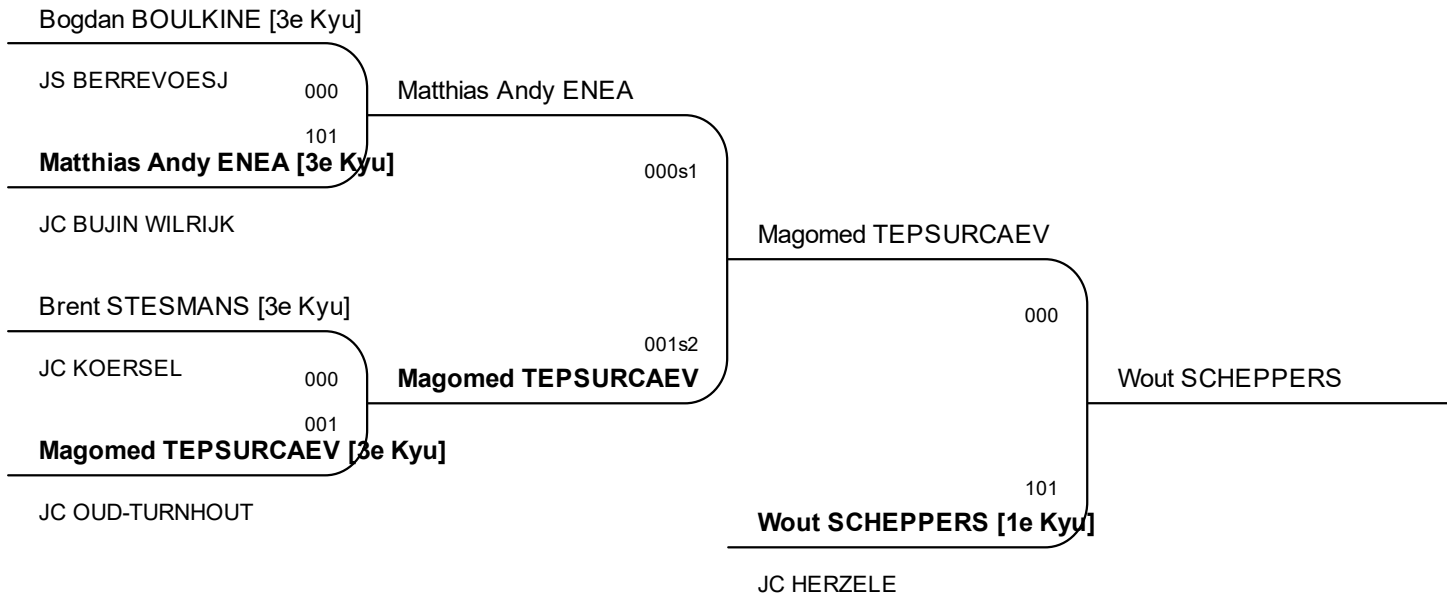 Bogdan BOULKINE [3e Kyu]
JS BERREVOESJ
000
Matthias Andy ENEA
101
Matthias Andy ENEA [3e Kyu]
000s1
JC BUJIN WILRIJK
Magomed TEPSURCAEV
Brent STESMANS [3e Kyu]
000
001s2
JC KOERSEL
000
Magomed TEPSURCAEV
Wout SCHEPPERS
001
Magomed TEPSURCAEV [3e Kyu]
101
JC OUD-TURNHOUT
Wout SCHEPPERS [1e Kyu]
JC HERZELE